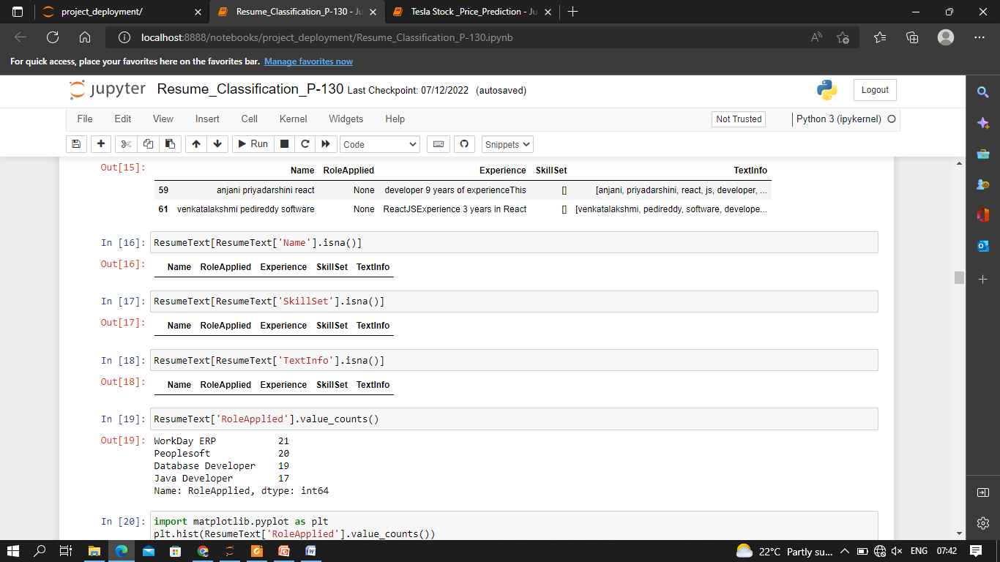 project_deployment/
Resume_Classification_P-130 - Ju
Tesla Stock _Price_Prediction - Ju
localhost:8888/notebooks/project_deployment/Resume_Classification_P-130.ipynb
For quick access, place your favorites here on the favorites bar. Manage favorites now
jupyter Resume_Classification_P-130 Last Checkpoint: 07/12/2022 (autosaved)
Logout
File Edit View Insert Cell Kernel Widgets Help
Not Trusted
Python 3 (ipykernel)
Run
Code
Snippets
Out[15]:
Name RoleApplied Experience SkillSet TextInfo
59 anjani priyadarshini react None developer 9 years of experienceThis [] [anjani, priyadarshini, react, js, developer, ...
61 venkatalakshmi pedireddy software None ReactJSExperience 3 years in React [] [venkatalakshmi, pedireddy, software, develope...
In [16]: ResumeText[ResumeText['Name'].isna()]
Out[16]:
Name RoleApplied Experience SkillSet TextInfo
In [17]: ResumeText[ResumeText['SkillSet'].isna()]
Out[17]:
Name RoleApplied Experience SkillSet TextInfo
In [18]: ResumeText[ResumeText['TextInfo'].isna()]
Out[18]:
Name RoleApplied Experience SkillSet TextInfo
In [19]: ResumeText['RoleApplied'].value_counts()
Out[19]: WorkDay ERP 21
Peoplesoft 20
Database Developer 19
Java Developer 17
Name: RoleApplied, dtype: int64
In [20]: import matplotlib.pyplot as plt
plt.hist(ResumeText['RoleApplied'].value_counts())
22°C Partly su... ENG 07:42